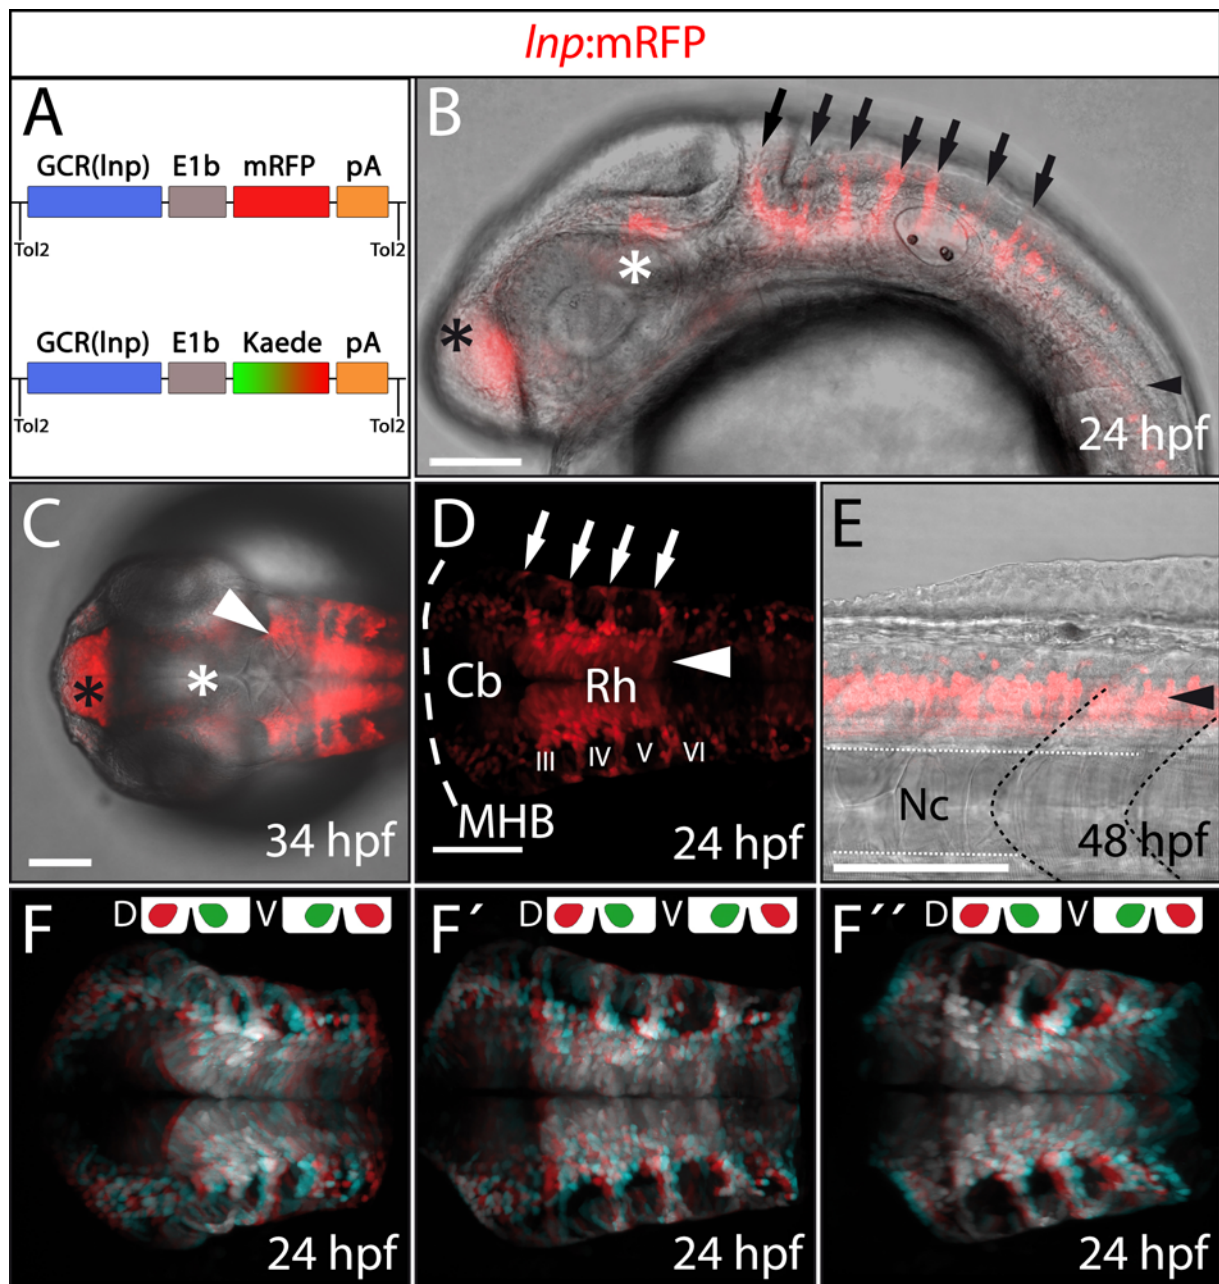 lnp:mRFP
A
GCR(lnp) E1b mRFP pA
Tol2 Tol2
GCR(lnp) E1b Kaede pA
Tol2 Tol2
B
*
*
24 hpf
C
*
*
34 hpf
D
Cb Rh
III IV V VI
MHB
24 hpf
E
Nc
48 hpf
F D V
24 hpf
F´ D V
24 hpf
F´´ D V
24 hpf